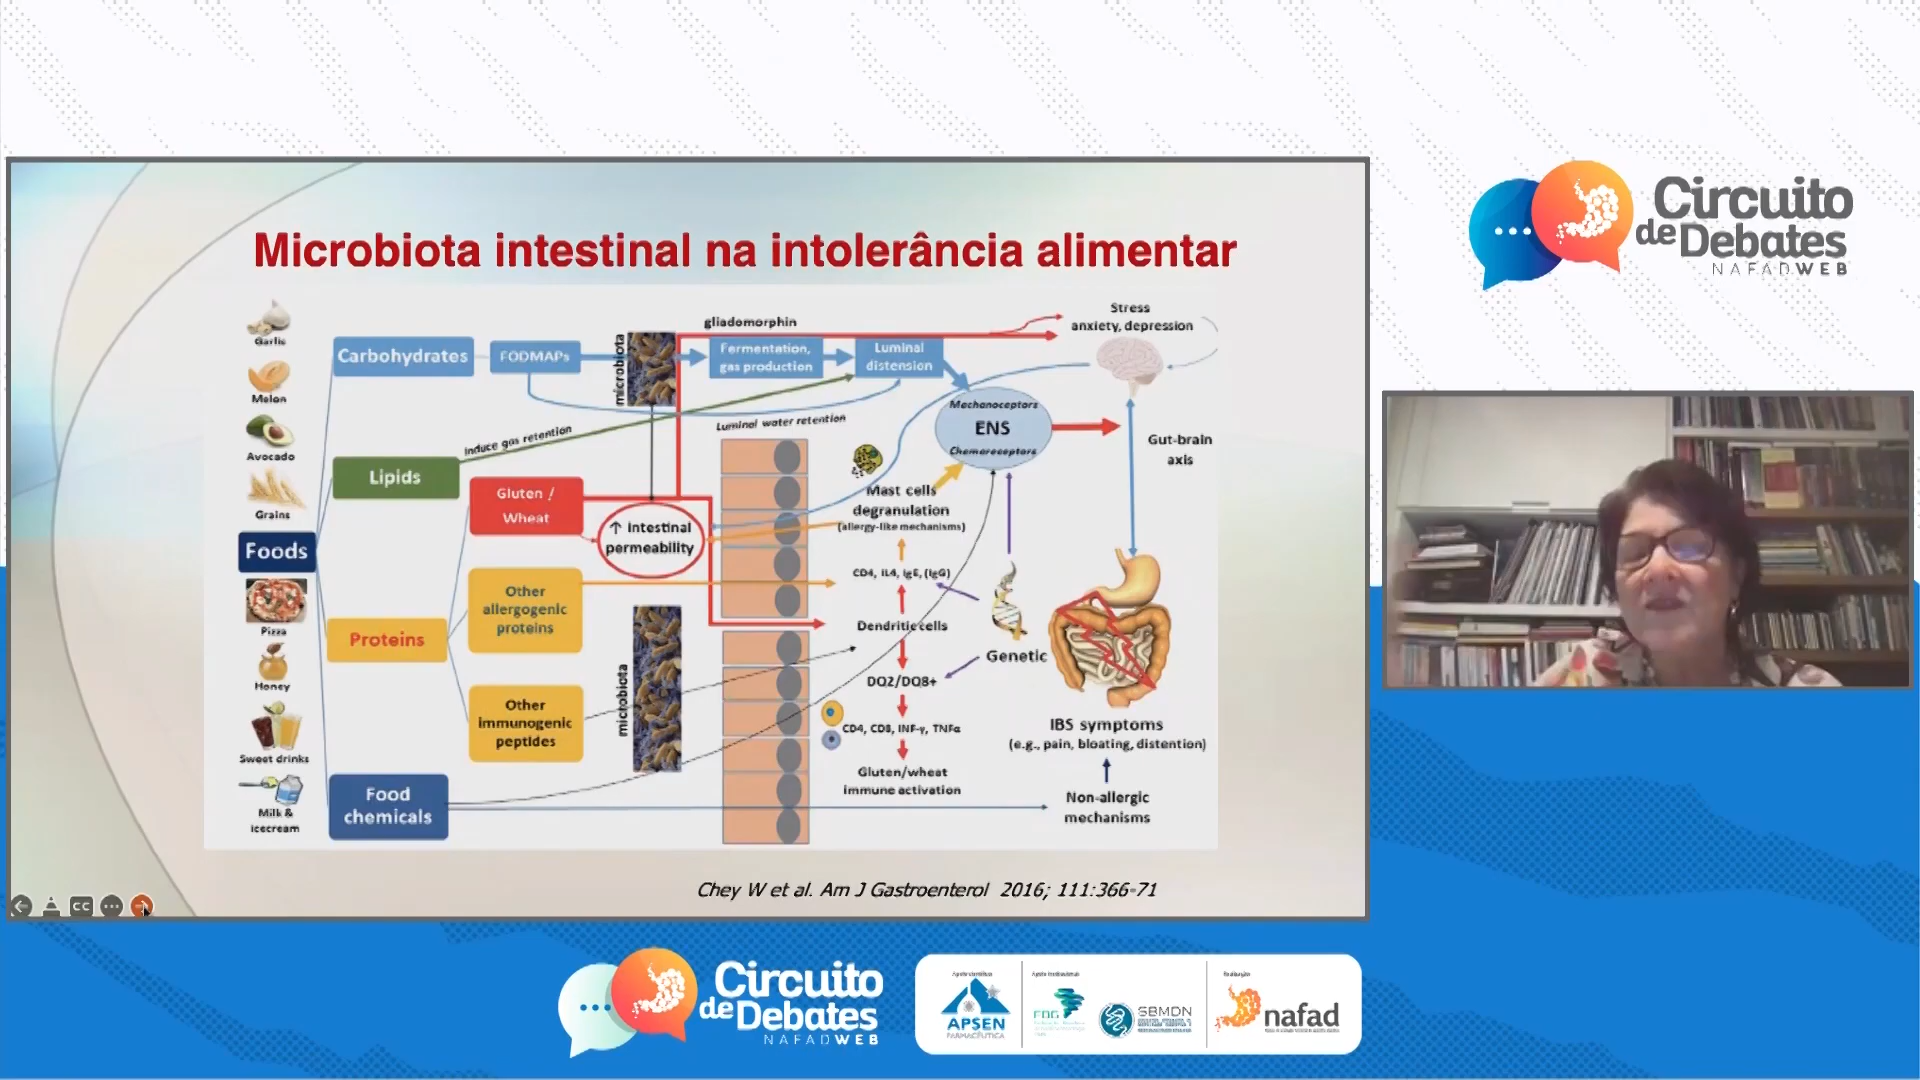 Microbiota intestinal na intolerância alimentar
Garlic
Melon
Avocado
Grains
Foods
Pizza
Honey
Sweet drinks
Milk &
icecream
Carbohydrates
Lipids
Proteins
Food
chemicals
FODMAPs
induce gas retention
Gluten /
Wheat
Other
allergogenic
proteins
Other
immunogenic
peptides
microbiota
↑ intestinal
permeability
microbiota
gliadomorphin
Fermentation,
gas production
Luminal
distension
Luminal water retention
Mechanoceptors
ENS
Chemoreceptors
Mast cells
degranulation
(allergy-like mechanisms)
CD4, IL4, IgE, (IgG)
Dendritic cells
DQ2/DQ8+
CD4, CD8, INF-γ, TNFα
Gluten/wheat
immune activation
Genetic
Stress
anxiety, depression
Gut-brain
axis
IBS symptoms
(e.g., pain, bloating, distention)
Non-allergic
mechanisms
Chey W et al. Am J Gastroenterol 2016; 111:366-71
CC
Circuito
de Debates
NAFADWEB
Circuito
de Debates
NAFADWEB
APSEN
FARMACÊUTICA
FBG
SBMDN
nafad